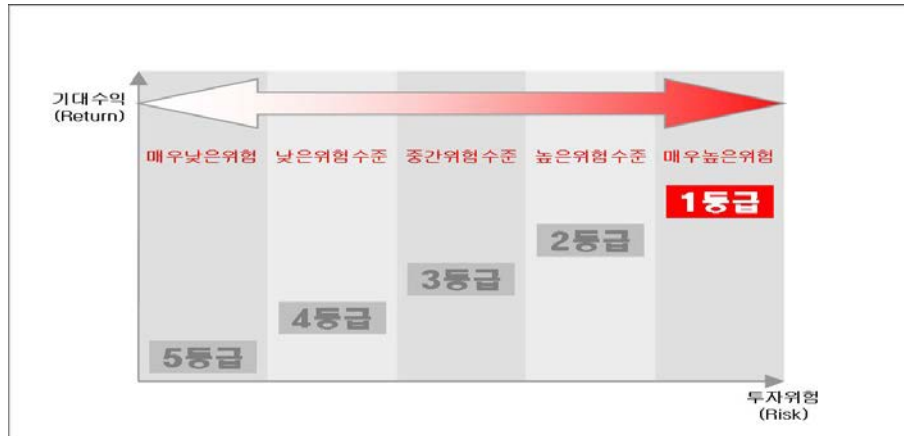 기대수익
(Return)
매우낮은위험 낮은위험수준 중간위험수준 높은위험수준 매우높은위험
1등급
2등급
3등급
4등급
5등급
투자위험
(Risk)